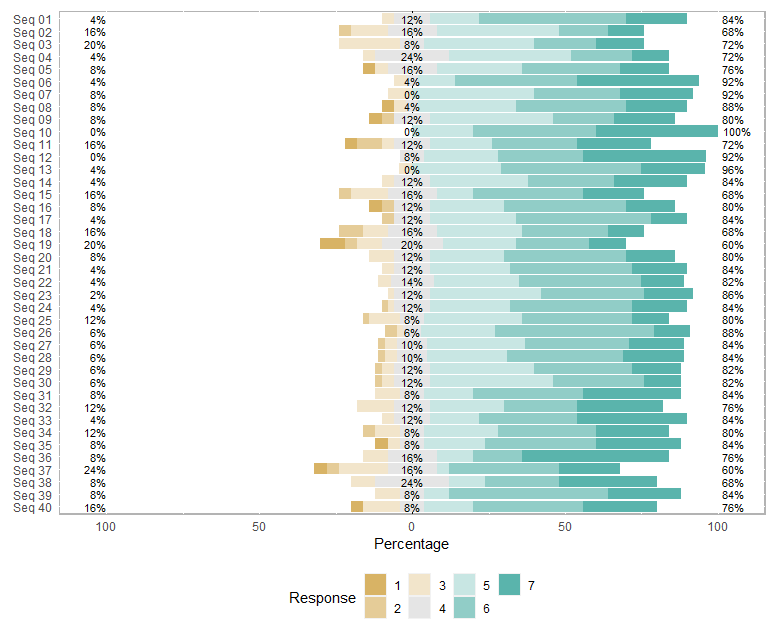 Seq 01 4% 12% 84%
Seq 02 16% 16% 68%
Seq 03 20% 8% 72%
Seq 04 4% 24% 72%
Seq 05 8% 16% 76%
Seq 06 4% 4% 92%
Seq 07 8% 0% 92%
Seq 08 8% 4% 88%
Seq 09 8% 12% 80%
Seq 10 0% 0% 100%
Seq 11 16% 12% 72%
Seq 12 0% 8% 92%
Seq 13 4% 0% 96%
Seq 14 4% 12% 84%
Seq 15 16% 16% 68%
Seq 16 8% 12% 80%
Seq 17 4% 12% 84%
Seq 18 16% 16% 68%
Seq 19 20% 20% 60%
Seq 20 8% 12% 80%
Seq 21 4% 12% 84%
Seq 22 4% 14% 82%
Seq 23 2% 12% 86%
Seq 24 4% 12% 84%
Seq 25 12% 8% 80%
Seq 26 6% 6% 88%
Seq 27 6% 10% 84%
Seq 28 6% 10% 84%
Seq 29 6% 12% 82%
Seq 30 6% 12% 82%
Seq 31 8% 8% 84%
Seq 32 12% 12% 76%
Seq 33 4% 12% 84%
Seq 34 12% 8% 80%
Seq 35 8% 8% 84%
Seq 36 8% 16% 76%
Seq 37 24% 16% 60%
Seq 38 8% 24% 68%
Seq 39 8% 8% 84%
Seq 40 16% 8% 76%
100 50 0 50 100
Percentage
Response 1 3 5 7
2 4 6